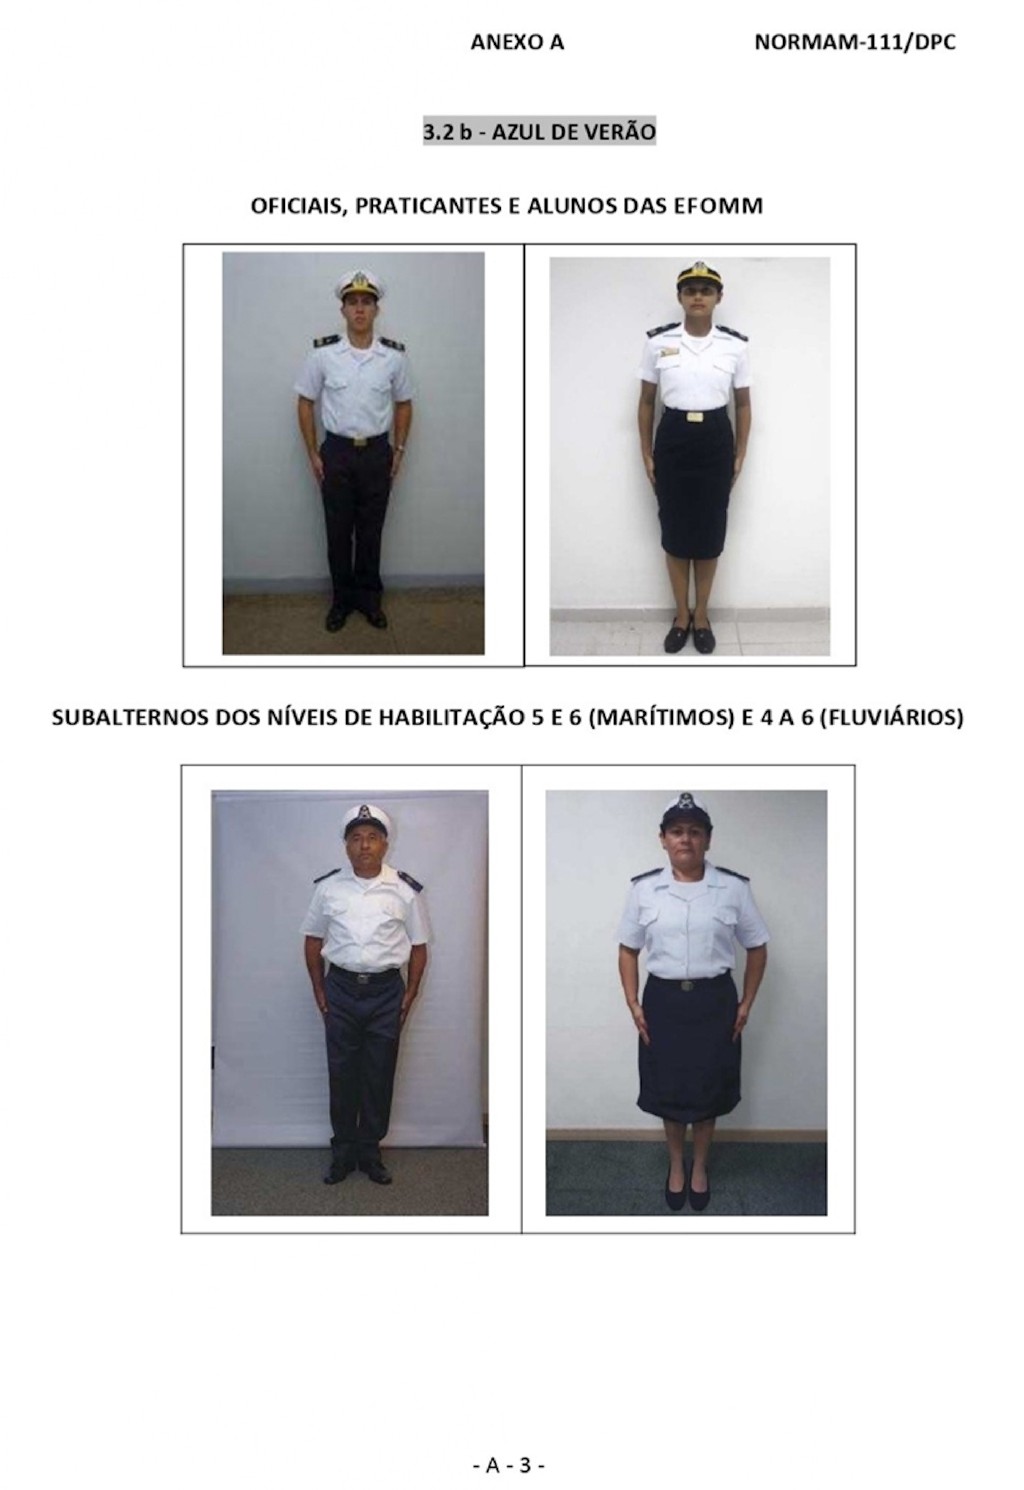 ANEXO A NORMAM-111/DPC
3.2 b - AZUL DE VERÃO
OFICIAIS, PRATICANTES E ALUNOS DAS EFOMM
SUBALTERNOS DOS NÍVEIS DE HABILITAÇÃO 5 E 6 (MARÍTIMOS) E 4 A 6 (FLUVIÁRIOS)
- A - 3 -